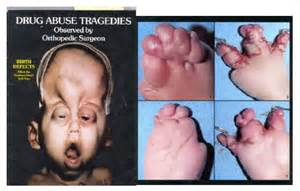 DRUG ABUSE TRAGEDIES
Observed by
Orthopedic Surgeon
BIRTH
DEFECTS